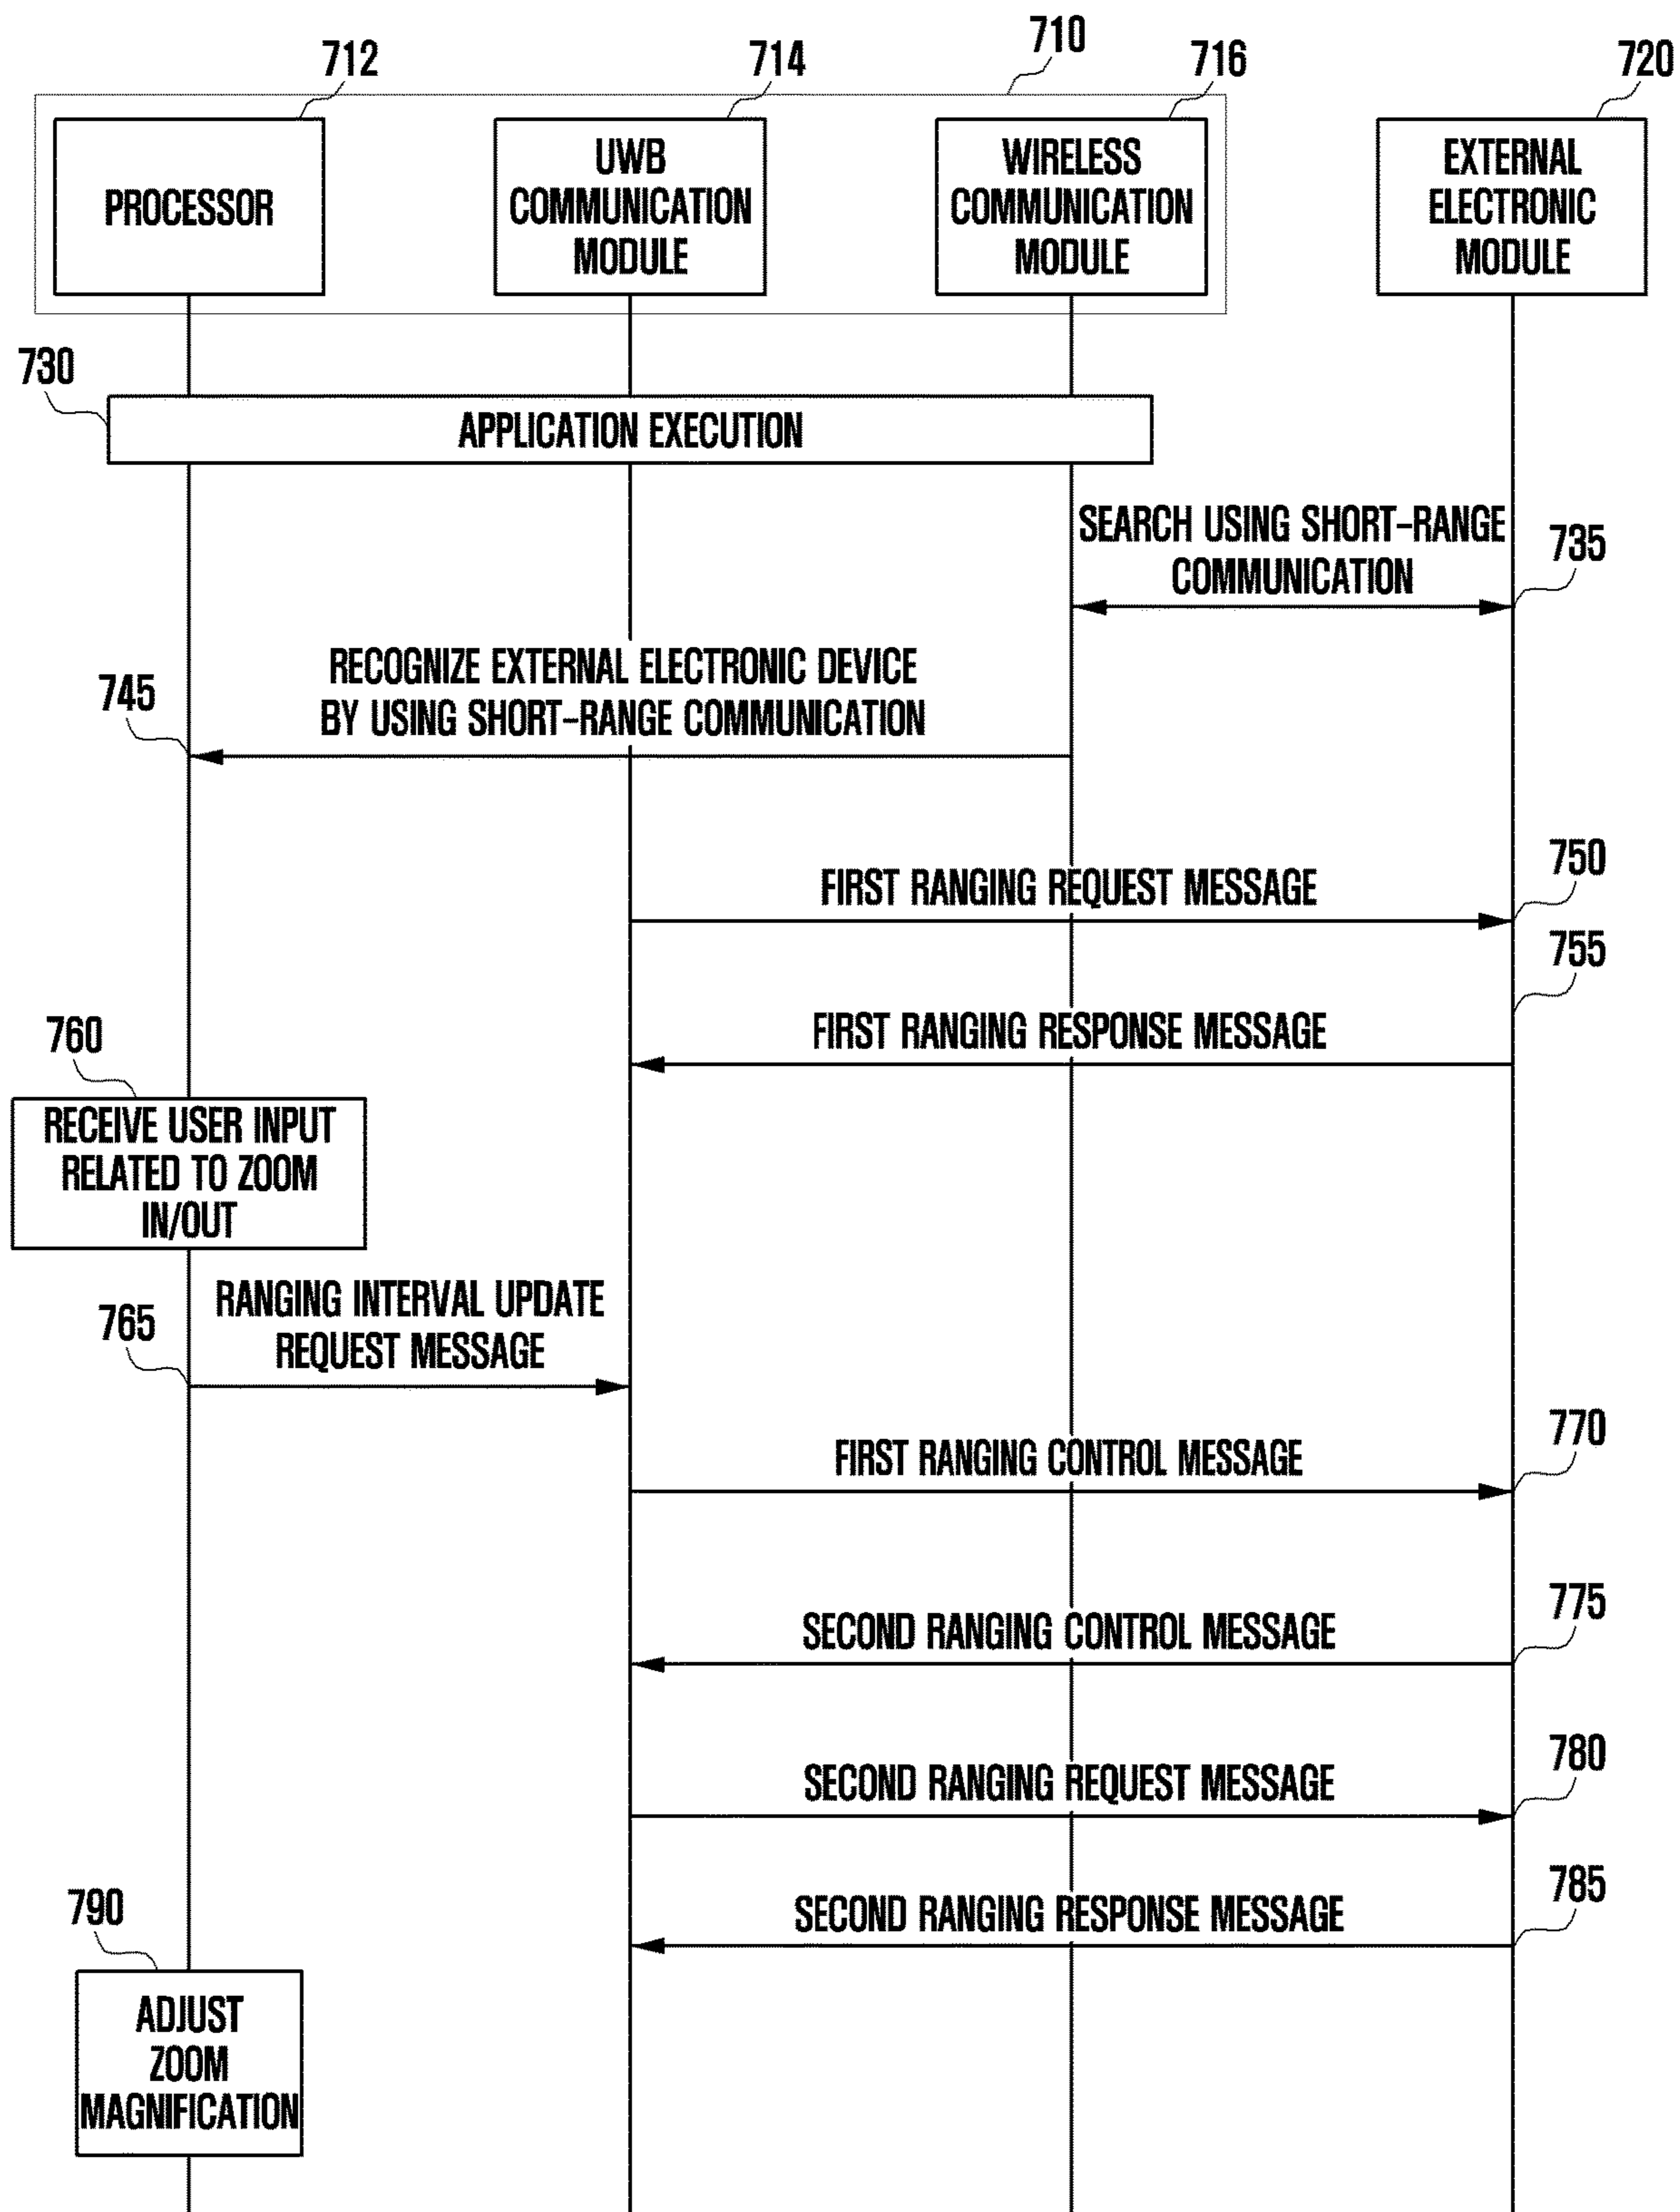 710
712
714
716
720
PROCESSOR
UWB
COMMUNICATION
MODULE
WIRELESS
COMMUNICATION
MODULE
EXTERNAL
ELECTRONIC
MODULE
730
APPLICATION EXECUTION
SEARCH USING SHORT-RANGE
COMMUNICATION
735
RECOGNIZE EXTERNAL ELECTRONIC DEVICE
BY USING SHORT-RANGE COMMUNICATION
745
FIRST RANGING REQUEST MESSAGE
750
755
FIRST RANGING RESPONSE MESSAGE
760
RECEIVE USER INPUT
RELATED TO ZOOM
IN/OUT
RANGING INTERVAL UPDATE
REQUEST MESSAGE
765
FIRST RANGING CONTROL MESSAGE
770
SECOND RANGING CONTROL MESSAGE
775
SECOND RANGING REQUEST MESSAGE
780
SECOND RANGING RESPONSE MESSAGE
785
790
ADJUST
ZOOM
MAGNIFICATION